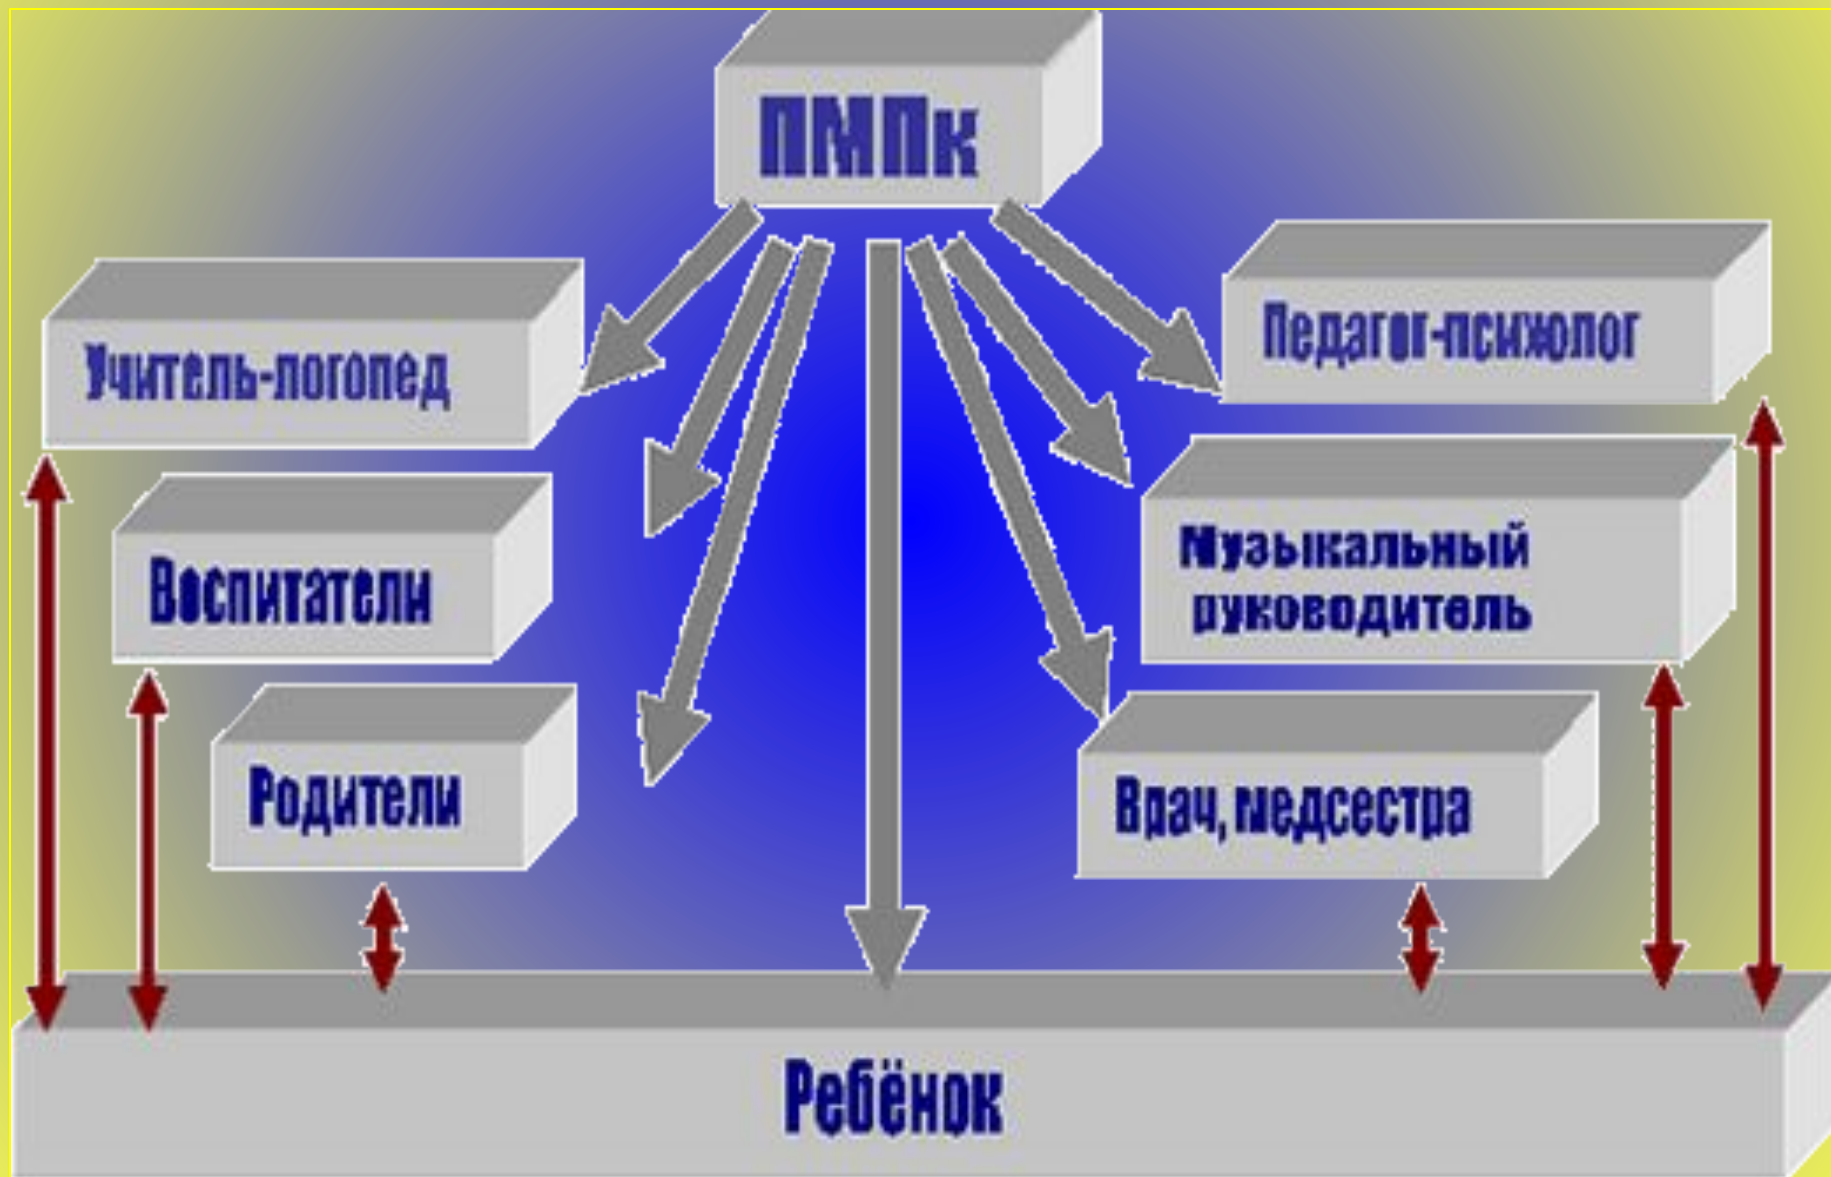 ПМПк
Учитель-логопед
Педагог-психолог
Воспитатели
Музыкальный
руководитель
Родители
Врач, медсестра
Ребёнок